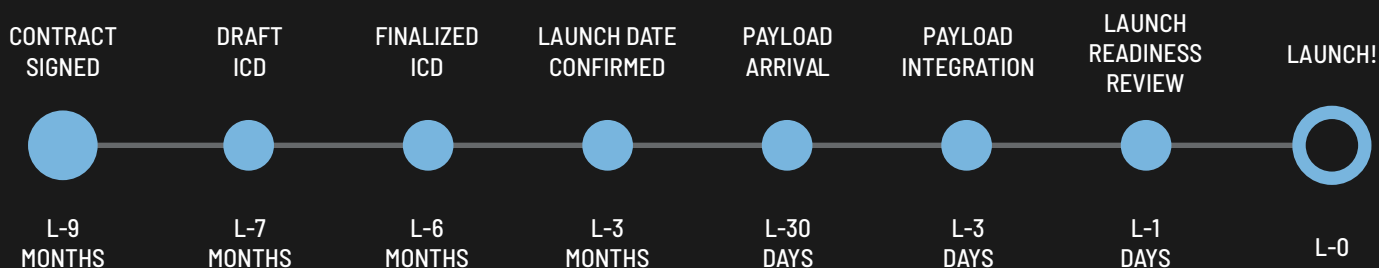 CONTRACT
SIGNED
DRAFT
ICD
FINALIZED
ICD
LAUNCH DATE
CONFIRMED
PAYLOAD
ARRIVAL
PAYLOAD
INTEGRATION
LAUNCH
READINESS
REVIEW
LAUNCH!
L-9
MONTHS
L-7
MONTHS
L-6
MONTHS
L-3
MONTHS
L-30
DAYS
L-3
DAYS
L-1
DAYS
L-0